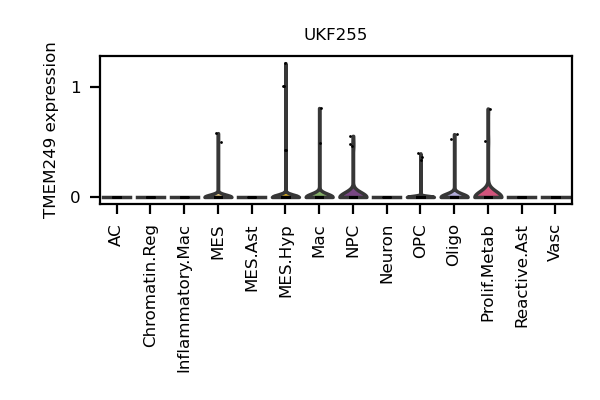 UKF255
TMEM249 expression
1
0
AC
Chromatin.Reg
Inflammatory.Mac
MES
MES.Ast
MES.Hyp
Mac
NPC
Neuron
OPC
Oligo
Prolif.Metab
Reactive.Ast
Vasc